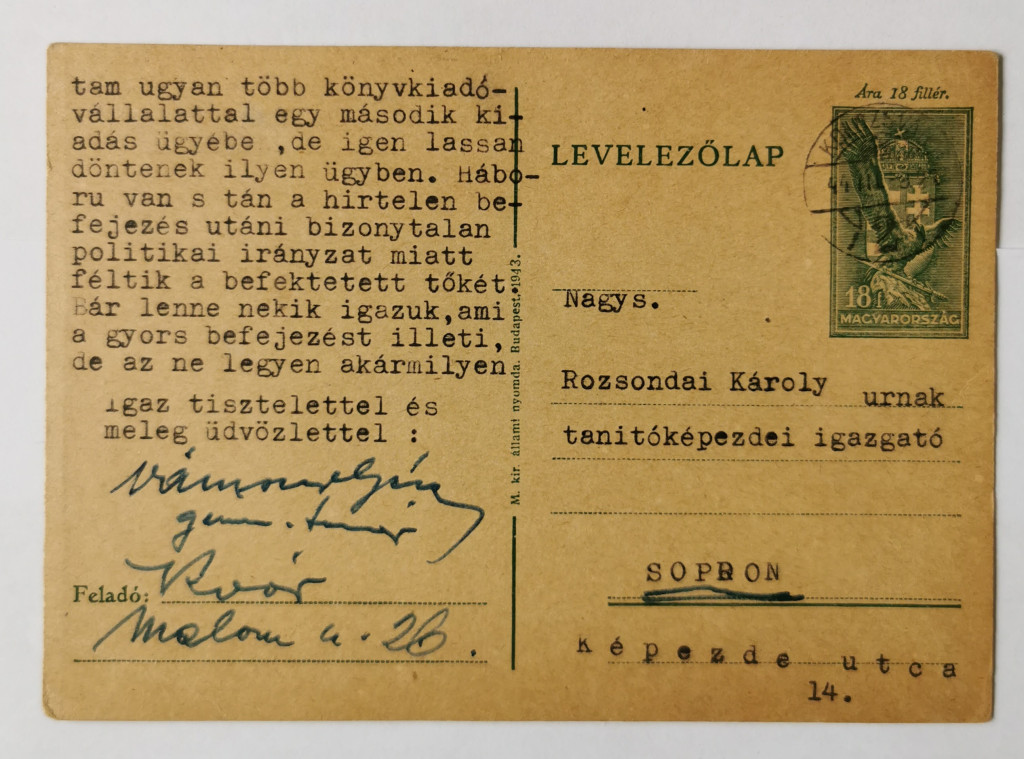 tam ugyan több könyvkiadó-
vállalattal egy második ki-
adás ügyébe ,de igen lassan
döntenek ilyen ügyben. Hábo-
ru van s tán a hirtelen be-
fejezés utáni bizonytalan
politikai irányzat miatt
féltik a befektetett tőkét.
Bár lenne nekik igazuk,ami
a gyors befejezést illeti,
de az ne legyen akármilyen
igaz tisztelettel és
meleg üdvözlettel :
gimn. tanár
Feladó: Kvár
Malom u. 26.
M. kir. állami nyomda. Budapest. 1943.
Ára 18 fillér.
LEVELEZŐLAP
18 f
MAGYARORSZÁG
Nagys.
Rozsondai Károly urnak
tanitóképezdei igazgató
SOPRON
Képezde utca
14.